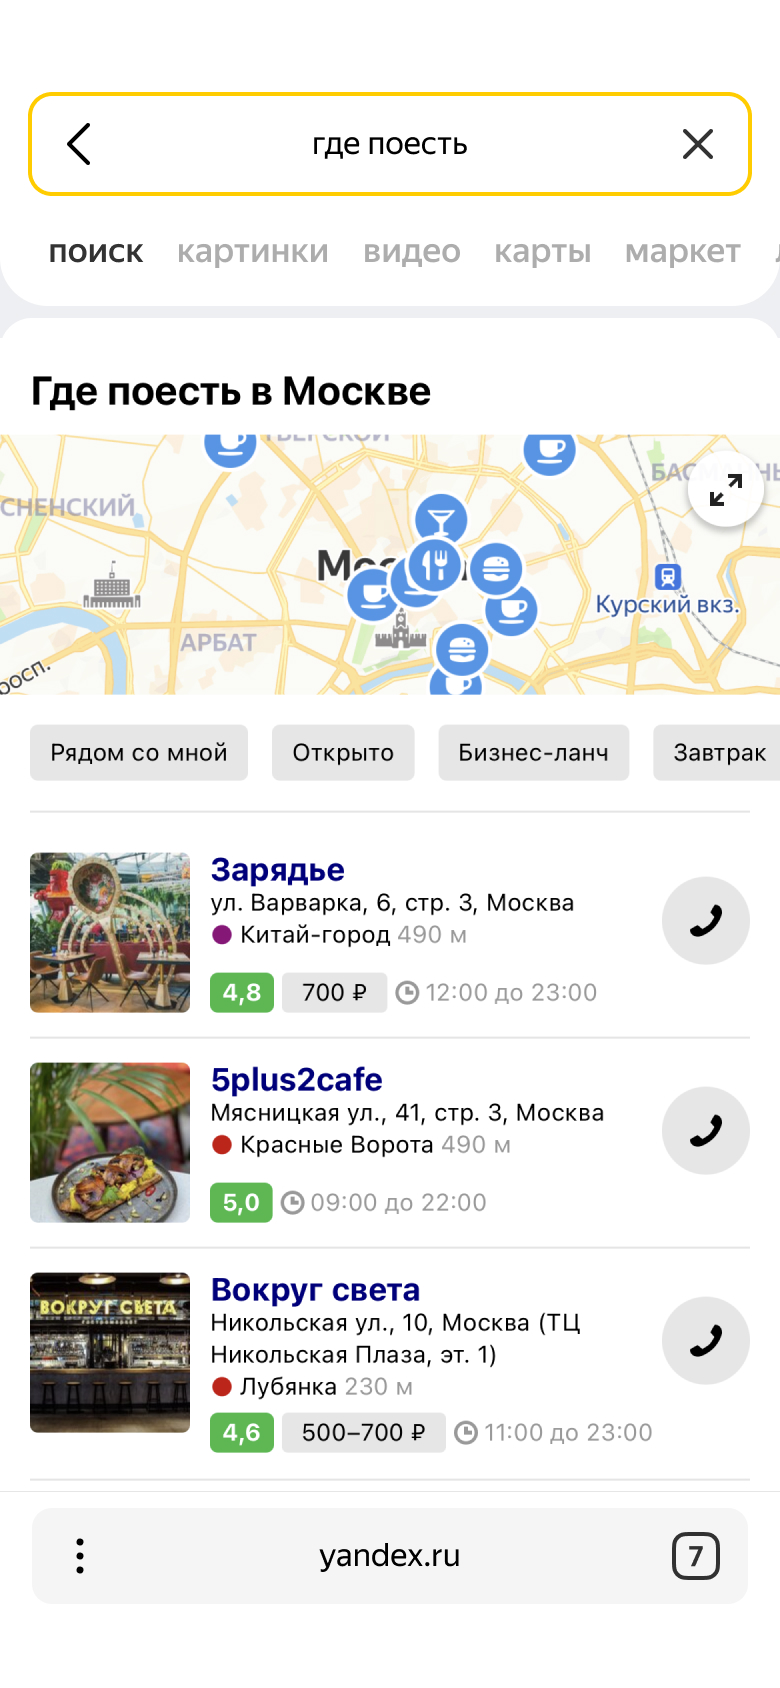 где поесть
поиск картинки видео карты маркет
Где поесть в Москве
ТВЕРСКОЙ
СНЕНСКИЙ
Курский вкз.
АРБАТ
росп.
Рядом со мной Открыто Бизнес-ланч Завтрак
Зарядье
ул. Варварка, 6, стр. 3, Москва
Китай-город 490 м
4,8 700 ₽ 12:00 до 23:00
5plus2cafe
Мясницкая ул., 41, стр. 3, Москва
Красные Ворота 490 м
5,0 09:00 до 22:00
ВОКРУГ СВЕТА
Вокруг света
Никольская ул., 10, Москва (ТЦ
Никольская Плаза, эт. 1)
Лубянка 230 м
4,6 500–700 ₽ 11:00 до 23:00
yandex.ru
7